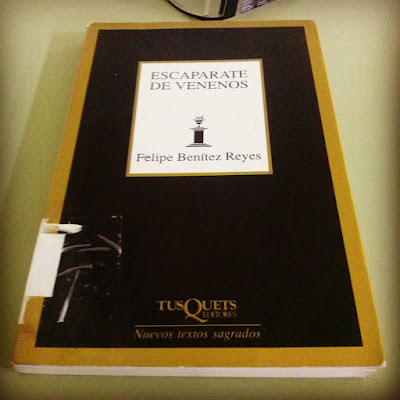 ESCAPARATE
DE VENENOS
Felipe Benítez Reyes
TUSQUETS
EDITORES
Nuevos textos sagrados